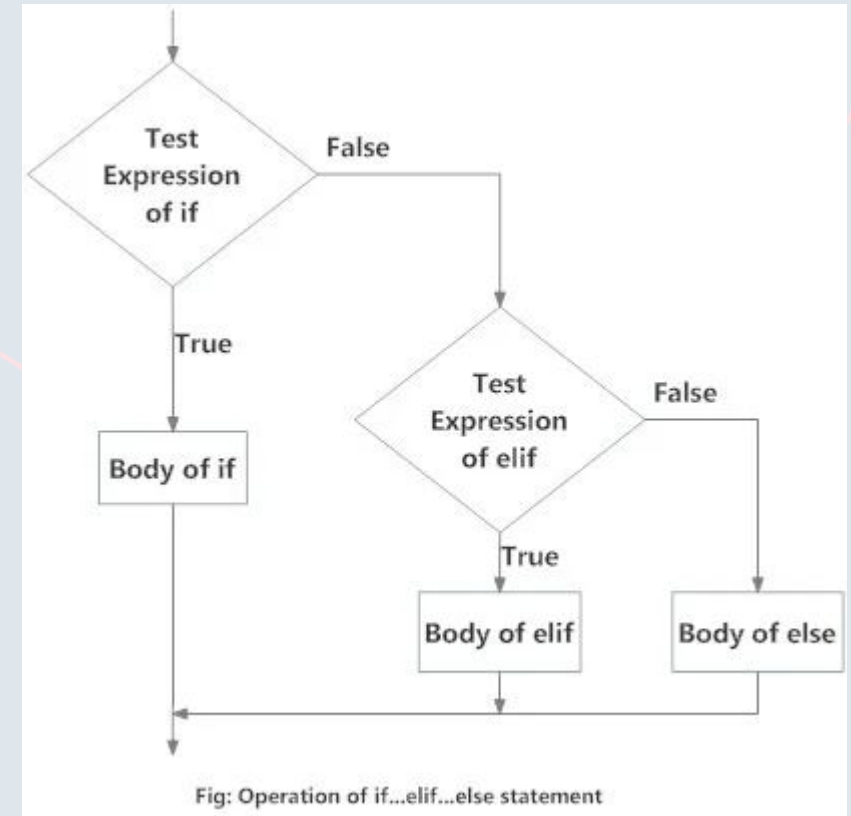 Test
Expression
of if
False
True
Body of if
Test
Expression
of elif
False
True
Body of elif
Body of else
Fig: Operation of if...elif...else statement